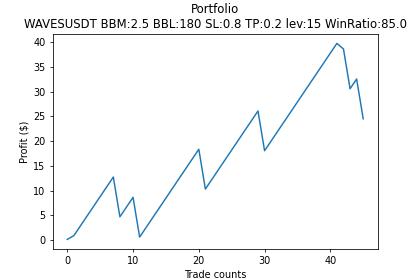 Portfolio
WAVESUSDT BBM:2.5 BBL:180 SL:0.8 TP:0.2 lev:15 WinRatio:85.0
40
35
30
25
20
15
10
5
0
Profit ($)
0 10 20 30 40
Trade counts